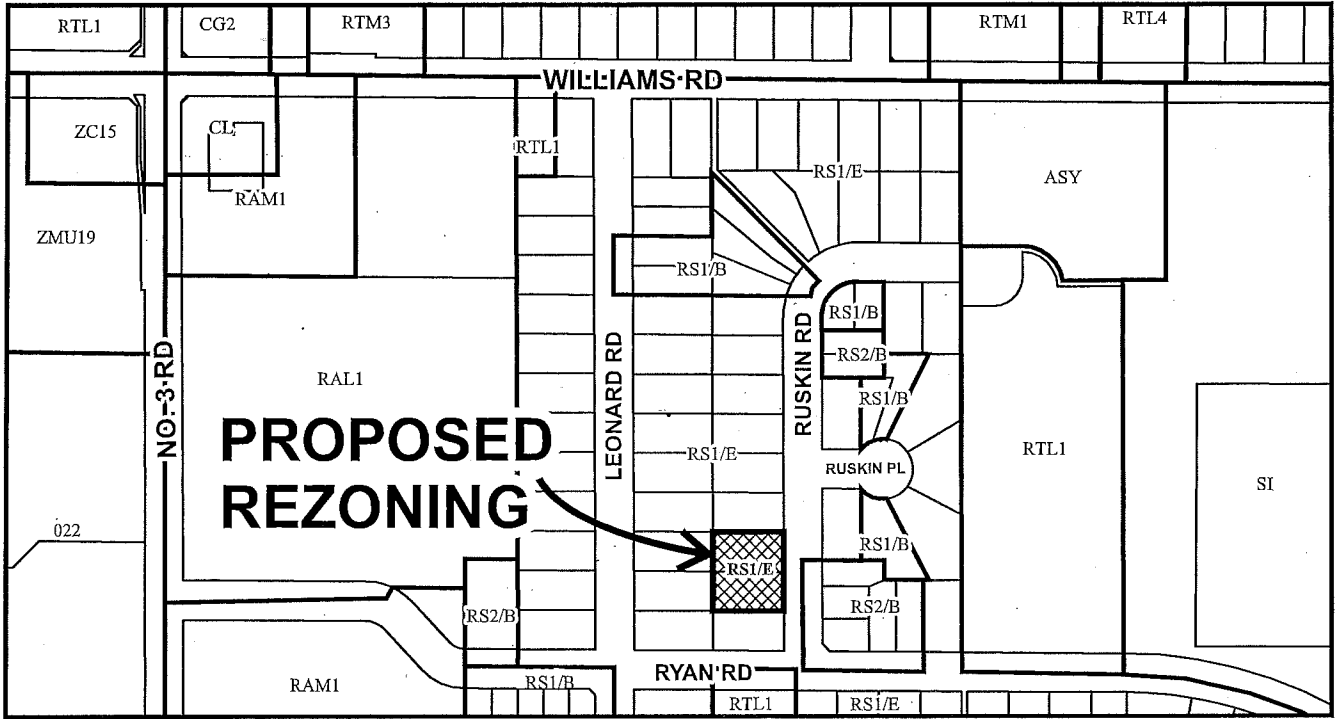 RTL1
CG2
RTM3
RTM1
RTL4
WILLIAMS RD
ZC15
CL
RTL1
RS1/E
ASY
RAM1
ZMU19
RS1/B
RS1/B
NO. 3 RD
RAL1
LEONARD RD
RUSKIN RD
RS2/B
RS1/B
PROPOSED
REZONING
RS1/E
RUSKIN PL
RTL1
SI
022
RS1/E
RS1/B
RS2/B
RS2/B
RYAN RD
RAM1
RS1/B
RTL1
RS1/E